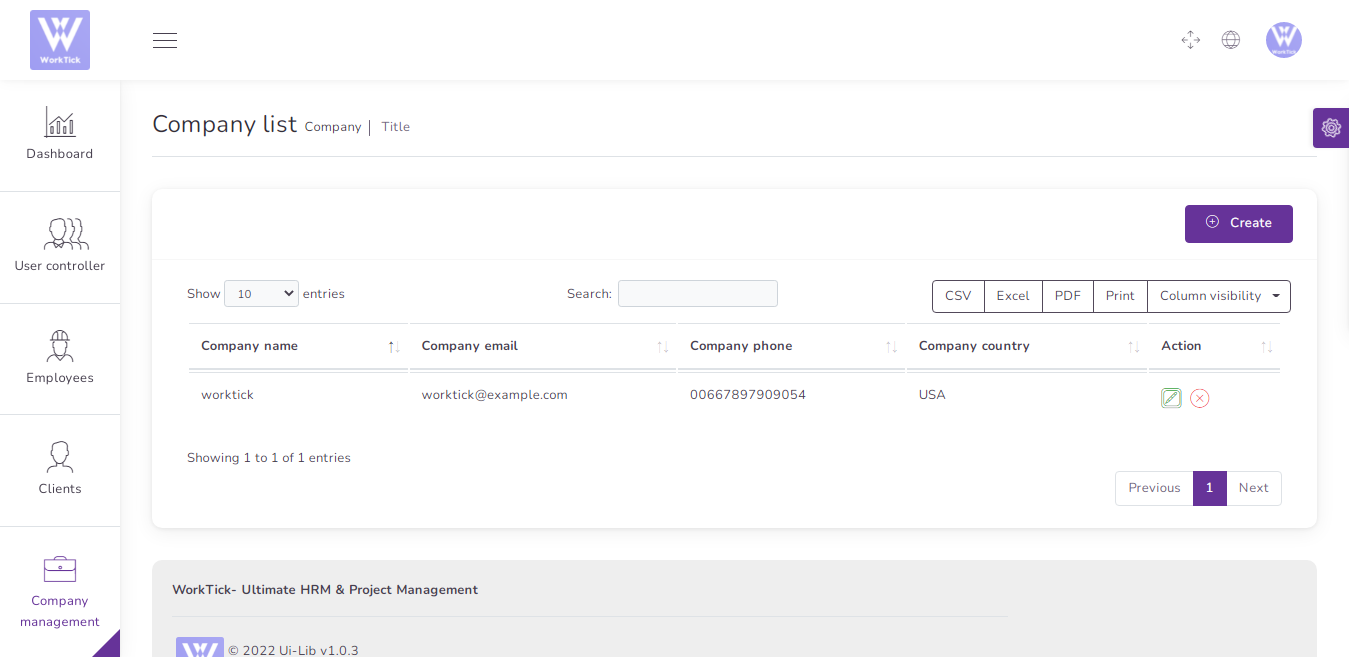 WorkTick
WorkTick
Dashboard
User controller
Employees
Clients
Company
management
Company list Company | Title
Create
Show 10 entries
Search:
CSV Excel PDF Print Column visibility
Company name Company email Company phone Company country Action
worktick worktick@example.com 00667897909054 USA
Showing 1 to 1 of 1 entries
Previous 1 Next
WorkTick- Ultimate HRM & Project Management
© 2022 Ui-Lib v1.0.3